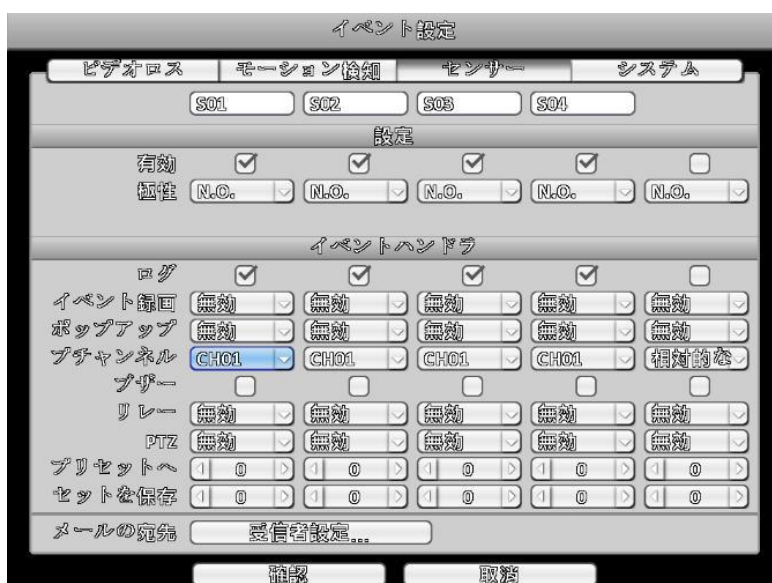 イベント設定
ビデオロス モーション検知 センサー システム
S01 S02 S03 S04
設定
有効
極性 N.O. N.O. N.O. N.O. N.O.
イベントハンドラ
ログ
イベント録画 無効 無効 無効 無効 無効
ポップアップ 無効 無効 無効 無効 無効
プチャンネル CH01 CH01 CH01 CH01 相対的な
ブザー
リレー 無効 無効 無効 無効 無効
PTZ 無効 無効 無効 無効 無効
プリセットへ 0 0 0 0 0
セットを保存 0 0 0 0 0
メールの宛先 受信者設定...
確認 取消